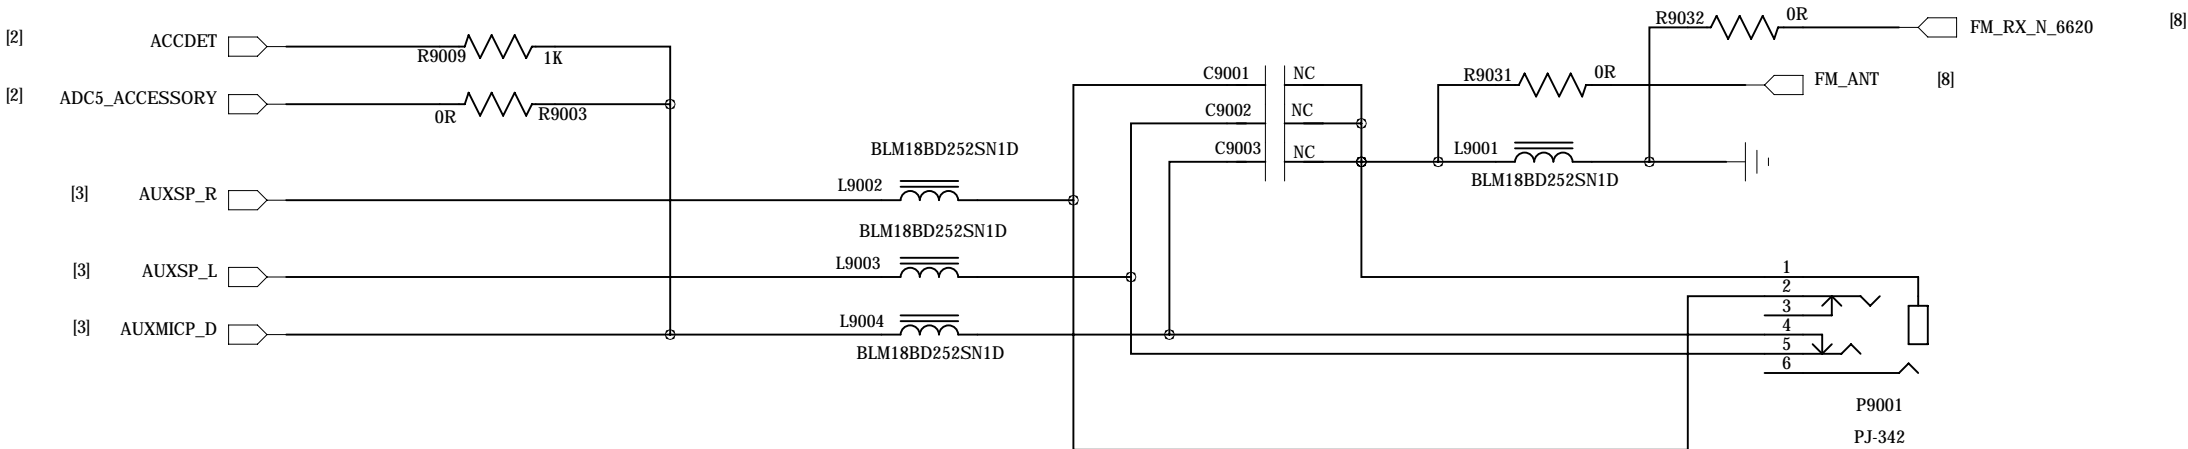 R9032 0R FM_RX_N_6620 [8]
[2] ACCDET R9009 1K
C9001 NC R9031 0R FM_ANT [8]
[2] ADC5_ACCESSORY 0R R9003
C9002 NC
BLM18BD252SN1D C9003 NC L9001
BLM18BD252SN1D
[3] AUXSP_R L9002
BLM18BD252SN1D
[3] AUXSP_L L9003
1
2
3
[3] AUXMICP_D L9004 4
BLM18BD252SN1D 5
6
P9001
PJ-342